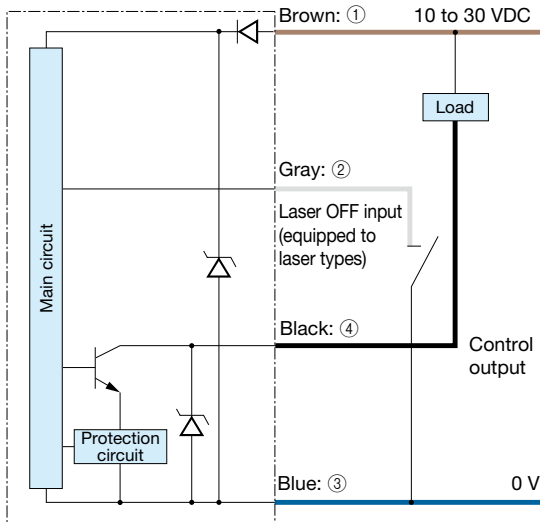 Brown: ①
10 to 30 VDC
Load
Gray: ②
Laser OFF input
(equipped to
laser types)
Main circuit
Black: ④
Control
output
Protection
circuit
Blue: ③
0 V